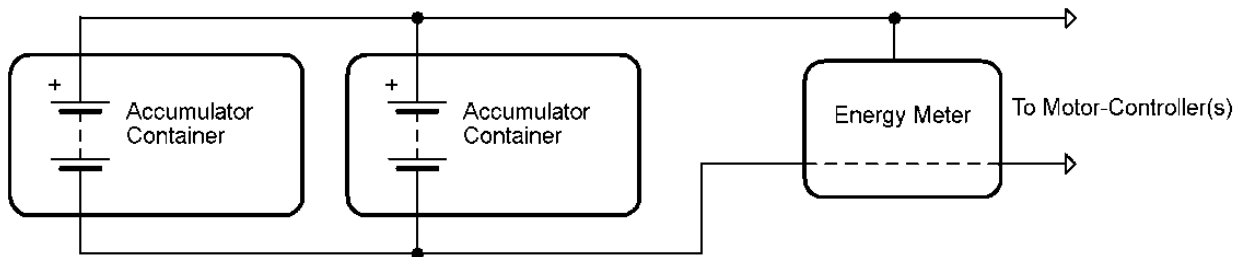 +
Accumulator
Container
+
Accumulator
Container
Energy Meter
To Motor-Controller(s)